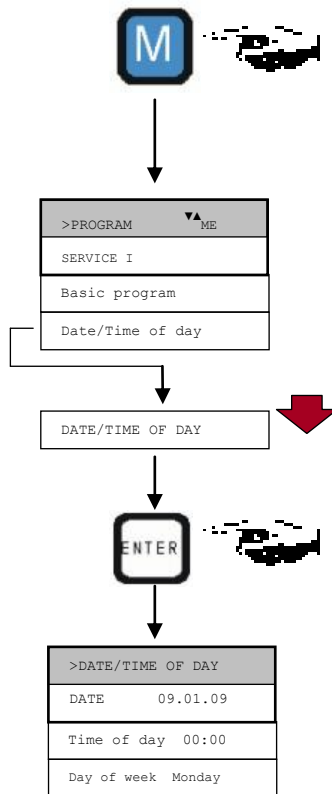 M
>PROGRAM ▼▲ME
SERVICE I
Basic program
Date/Time of day
DATE/TIME OF DAY
ENTER
>DATE/TIME OF DAY
DATE 09.01.09
Time of day 00:00
Day of week Monday